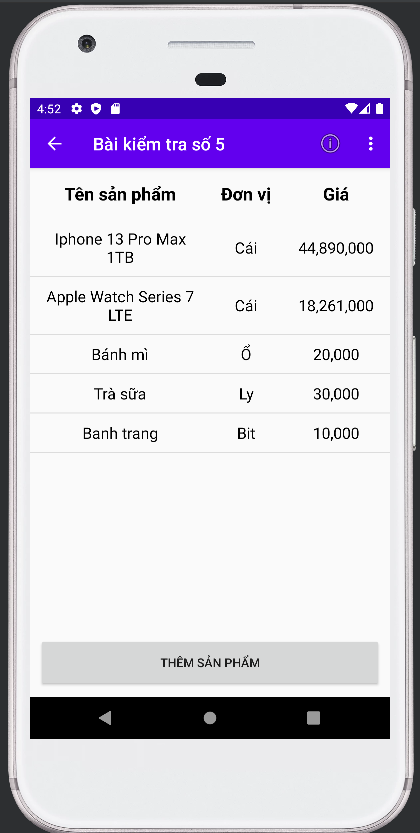 4:52
Bài kiểm tra số 5
Tên sản phẩm Đơn vị Giá
Iphone 13 Pro Max
1TB Cái 44,890,000
Apple Watch Series 7
LTE Cái 18,261,000
Bánh mì Ổ 20,000
Trà sữa Ly 30,000
Banh trang Bit 10,000
THÊM SẢN PHẨM